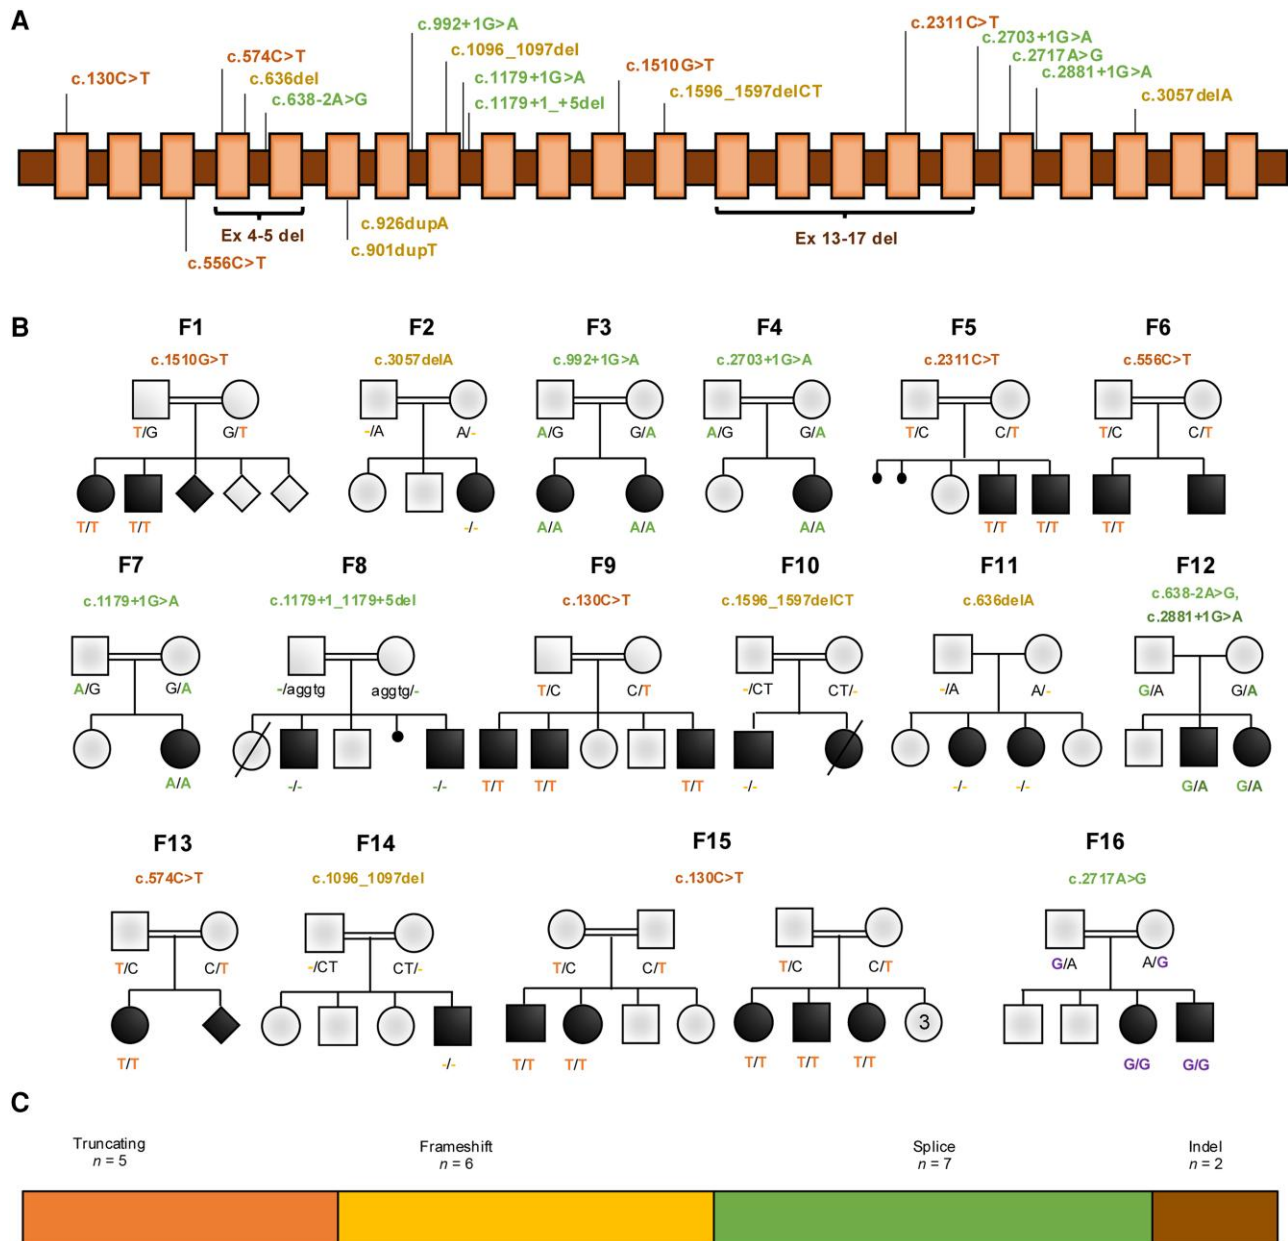 A
c.130C>T
c.574C>T
c.636del
c.638-2A>G
c.992+1G>A
c.1096_1097del
c.1179+1G>A
c.1179+1_+5del
c.1510G>T
c.1596_1597delCT
c.2311C>T
c.2703+1G>A
c.2717A>G
c.2881+1G>A
c.3057delA
c.556C>T
Ex 4-5 del
c.926dupA
c.901dupT
Ex 13-17 del
B
F1 F2 F3 F4 F5 F6
c.1510G>T c.3057delA c.992+1G>A c.2703+1G>A c.2311C>T c.556C>T
T/G G/T -/A A/- A/G G/A A/G G/A T/C C/T T/C C/T
T/T T/T -/- A/A A/A A/A T/T T/T T/T
F7 F8 F9 F10 F11 F12
c.1179+1G>A c.1179+1_1179+5del c.130C>T c.1596_1597delCT c.636delA c.638-2A>G,
c.2881+1G>A
A/G G/A -/aggtg aggtg/- T/C C/T -/CT CT/- -/A A/- G/A G/A
A/A -/- -/- T/T T/T T/T -/- -/- -/- G/A G/A
F13 F14 F15 F16
c.574C>T c.1096_1097del c.130C>T c.2717A>G
T/C C/T -/CT CT/- T/C C/T T/C C/T G/A A/G
3
T/T -/- T/T T/T T/T T/T T/T G/G G/G
C
Truncating Frameshift Splice Indel
n = 5 n = 6 n = 7 n = 2